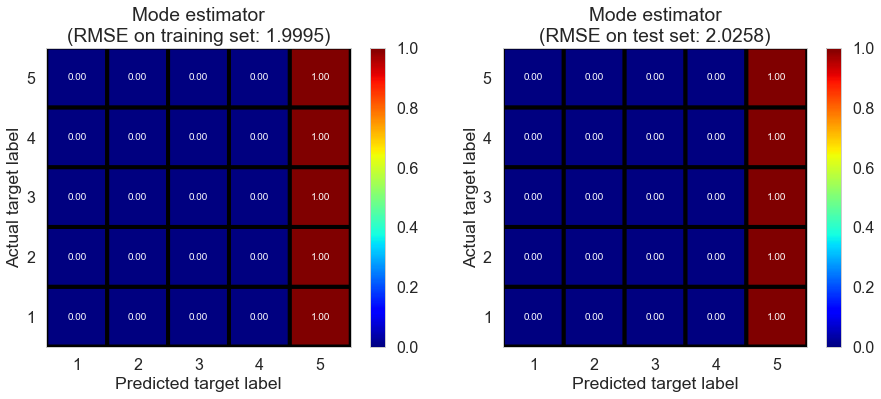 Mode estimator
(RMSE on training set: 1.9995)
5 0.00 0.00 0.00 0.00 1.00
4 0.00 0.00 0.00 0.00 1.00
3 0.00 0.00 0.00 0.00 1.00
2 0.00 0.00 0.00 0.00 1.00
1 0.00 0.00 0.00 0.00 1.00
1 2 3 4 5
Predicted target label
Actual target label
1.0
0.8
0.6
0.4
0.2
0.0
Mode estimator
(RMSE on test set: 2.0258)
5 0.00 0.00 0.00 0.00 1.00
4 0.00 0.00 0.00 0.00 1.00
3 0.00 0.00 0.00 0.00 1.00
2 0.00 0.00 0.00 0.00 1.00
1 0.00 0.00 0.00 0.00 1.00
1 2 3 4 5
Predicted target label
Actual target label
1.0
0.8
0.6
0.4
0.2
0.0